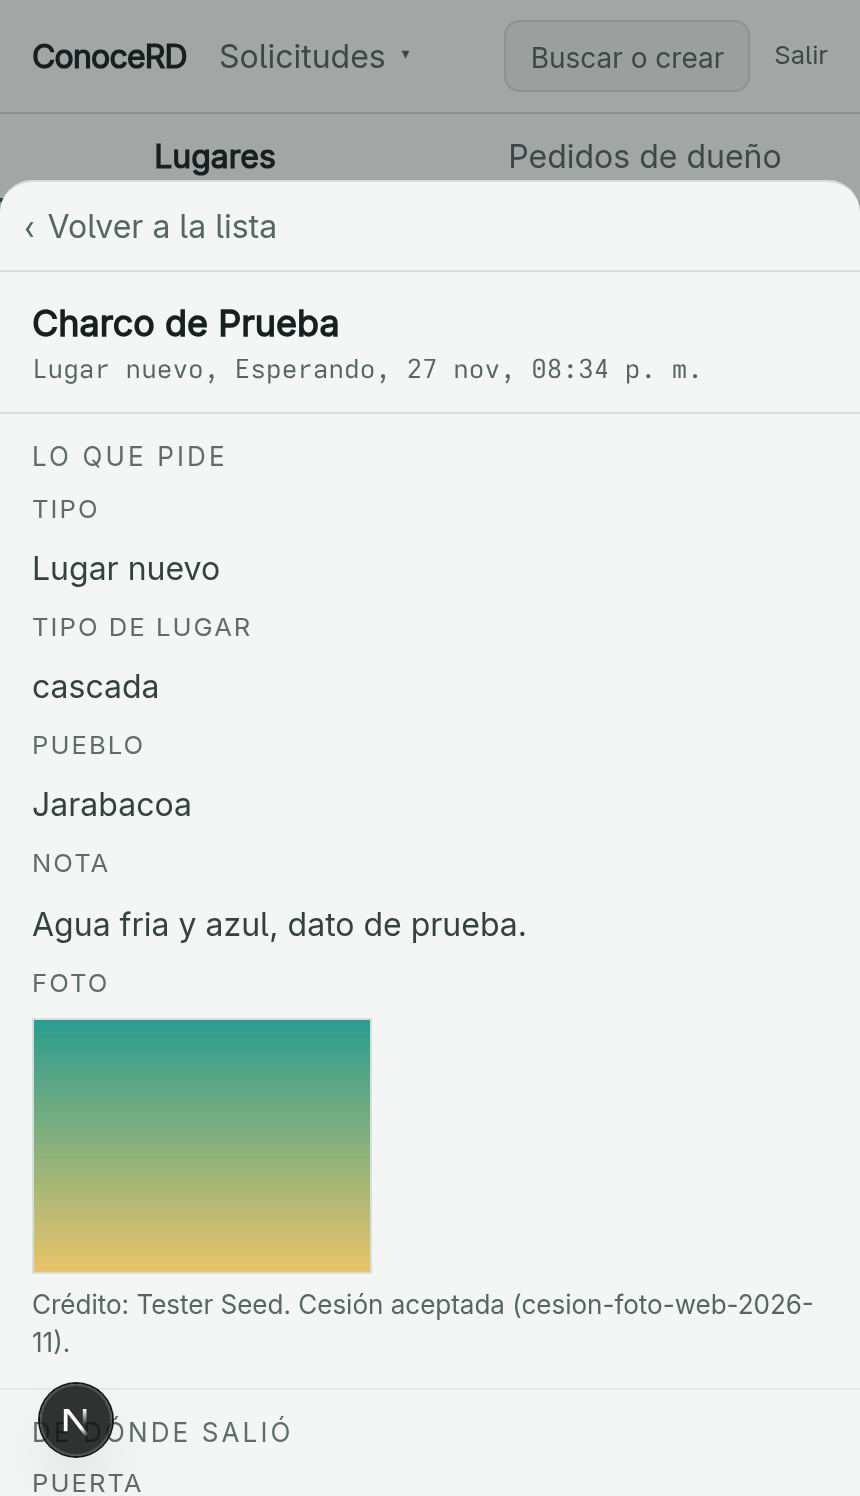 ConoceRD Solicitudes ▾ Buscar o crear Salir
Lugares Pedidos de dueño
‹ Volver a la lista
Charco de Prueba
Lugar nuevo, Esperando, 27 nov, 08:34 p. m.
LO QUE PIDE
TIPO
Lugar nuevo
TIPO DE LUGAR
cascada
PUEBLO
Jarabacoa
NOTA
Agua fria y azul, dato de prueba.
FOTO
Crédito: Tester Seed. Cesión aceptada (cesion-foto-web-2026-
11).
N
DE DÓNDE SALIÓ
PUERTA